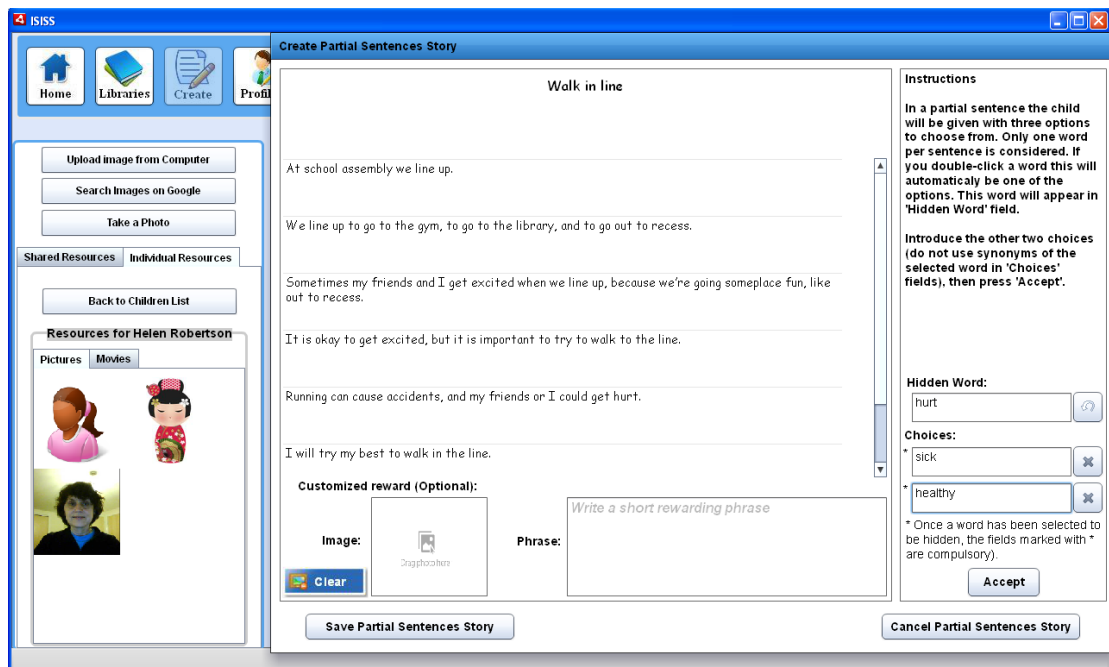 ISISS
Home
Libraries
Create
Profil
Upload image from Computer
Search Images on Google
Take a Photo
Shared Resources
Individual Resources
Back to Children List
Resources for Helen Robertson
Pictures
Movies
Create Partial Sentences Story
Walk in line
At school assembly we line up.
We line up to go to the gym, to go to the library, and to go out to recess.
Sometimes my friends and I get excited when we line up, because we're going someplace fun, like
out to recess.
It is okay to get excited, but it is important to try to walk to the line.
Running can cause accidents, and my friends or I could get hurt.
I will try my best to walk in the line.
Customized reward (Optional):
Image:
Drag photo here
Clear
Phrase:
Write a short rewarding phrase
Save Partial Sentences Story
Instructions
In a partial sentence the child
will be given with three options
to choose from. Only one word
per sentence is considered. If
you double-click a word this will
automaticaly be one of the
options. This word will appear in
'Hidden Word' field.
Introduce the other two choices
(do not use synonyms of the
selected word in 'Choices'
fields), then press 'Accept'.
Hidden Word:
hurt
Choices:
* sick
* healthy
* Once a word has been selected to
be hidden, the fields marked with *
are compulsory).
Accept
Cancel Partial Sentences Story